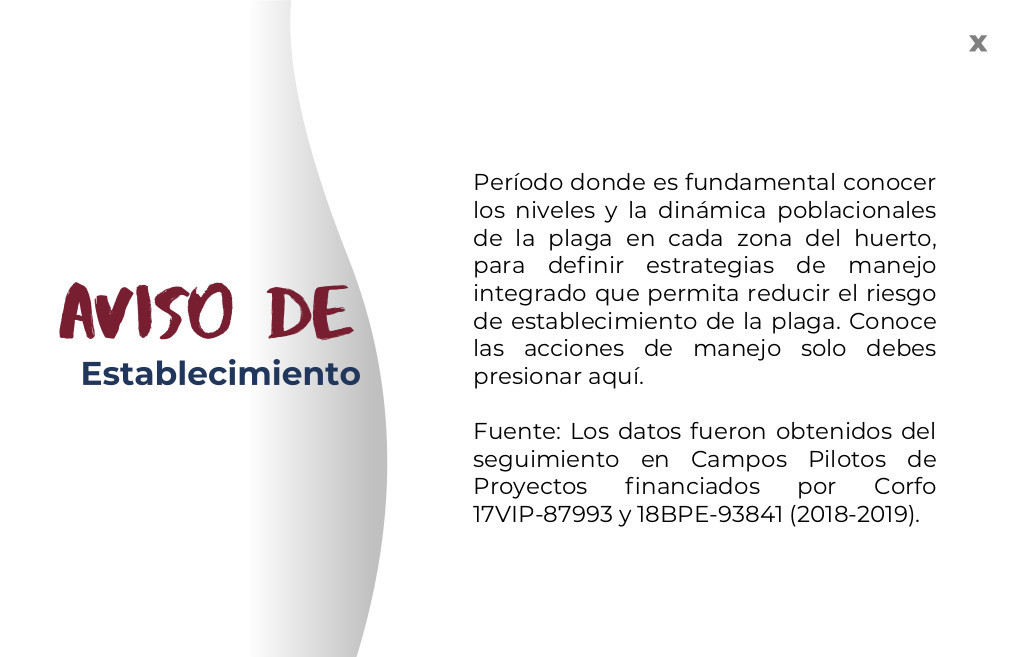 x
AVISO DE
Establecimiento
Período donde es fundamental conocer
los niveles y la dinámica poblacionales
de la plaga en cada zona del huerto,
para definir estrategias de manejo
integrado que permita reducir el riesgo
de establecimiento de la plaga. Conoce
las acciones de manejo solo debes
presionar aquí.
Fuente: Los datos fueron obtenidos del
seguimiento en Campos Pilotos de
Proyectos financiados por Corfo
17VIP-87993 y 18BPE-93841 (2018-2019).